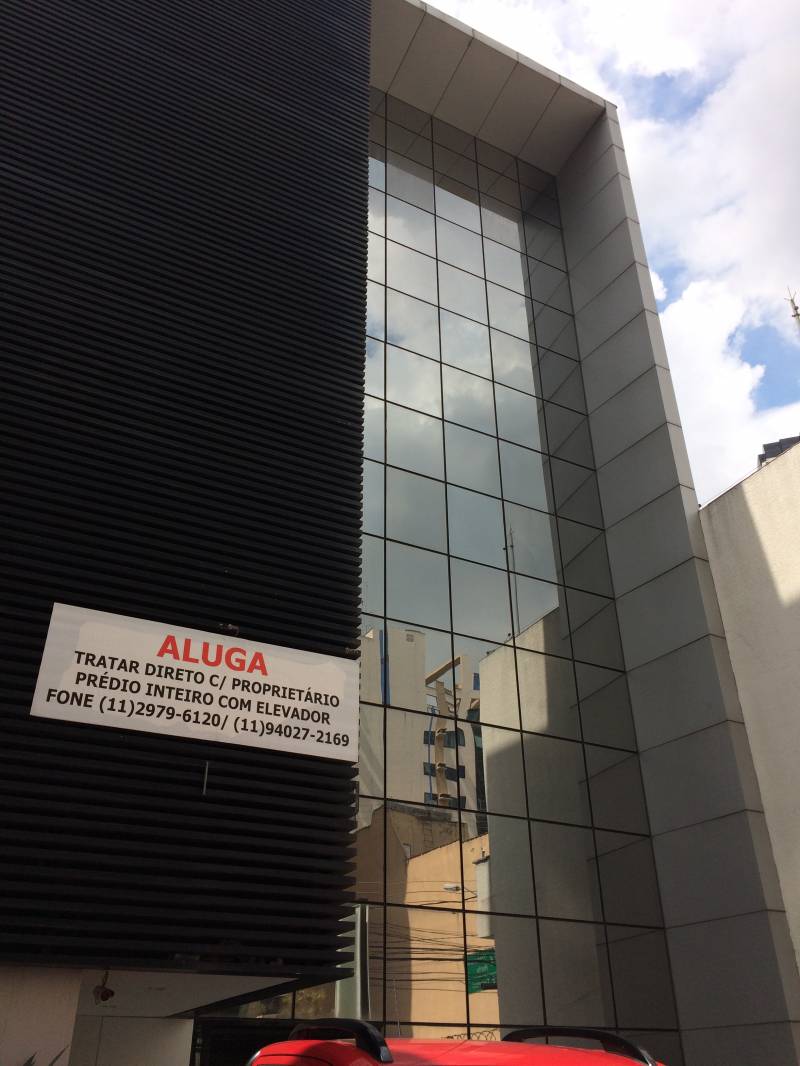 ALUGA
TRATAR DIRETO C/ PROPRIETÁRIO
PRÉDIO INTEIRO COM ELEVADOR
FONE (11)2979-6120/ (11)94027-2169